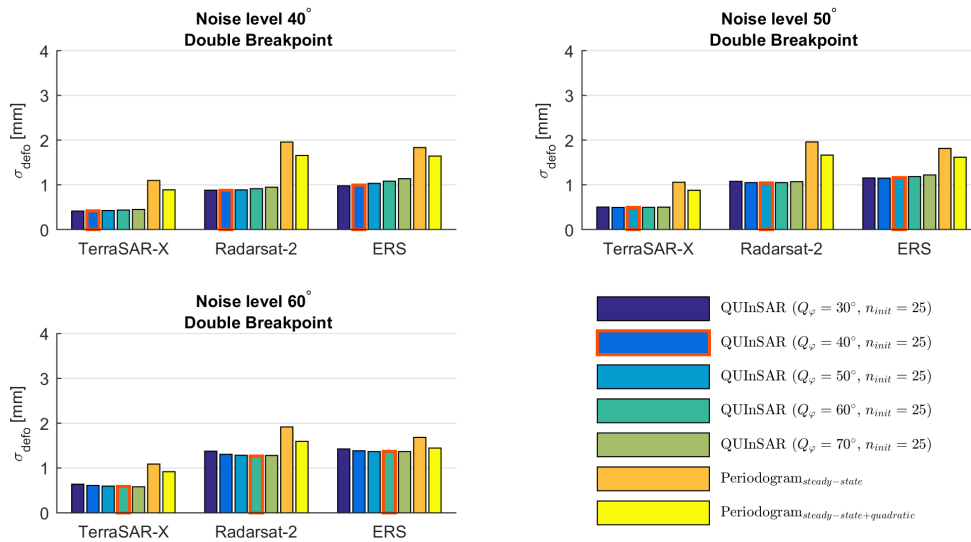 Noise level 40°
Double Breakpoint
σdefo [mm]
4
3
2
1
0
TerraSAR-X Radarsat-2 ERS
Noise level 50°
Double Breakpoint
σdefo [mm]
4
3
2
1
0
TerraSAR-X Radarsat-2 ERS
Noise level 60°
Double Breakpoint
σdefo [mm]
4
3
2
1
0
TerraSAR-X Radarsat-2 ERS
QUInSAR (Qφ = 30°, ninit = 25)
QUInSAR (Qφ = 40°, ninit = 25)
QUInSAR (Qφ = 50°, ninit = 25)
QUInSAR (Qφ = 60°, ninit = 25)
QUInSAR (Qφ = 70°, ninit = 25)
Periodogramsteady−state
Periodogramsteady−state+quadratic